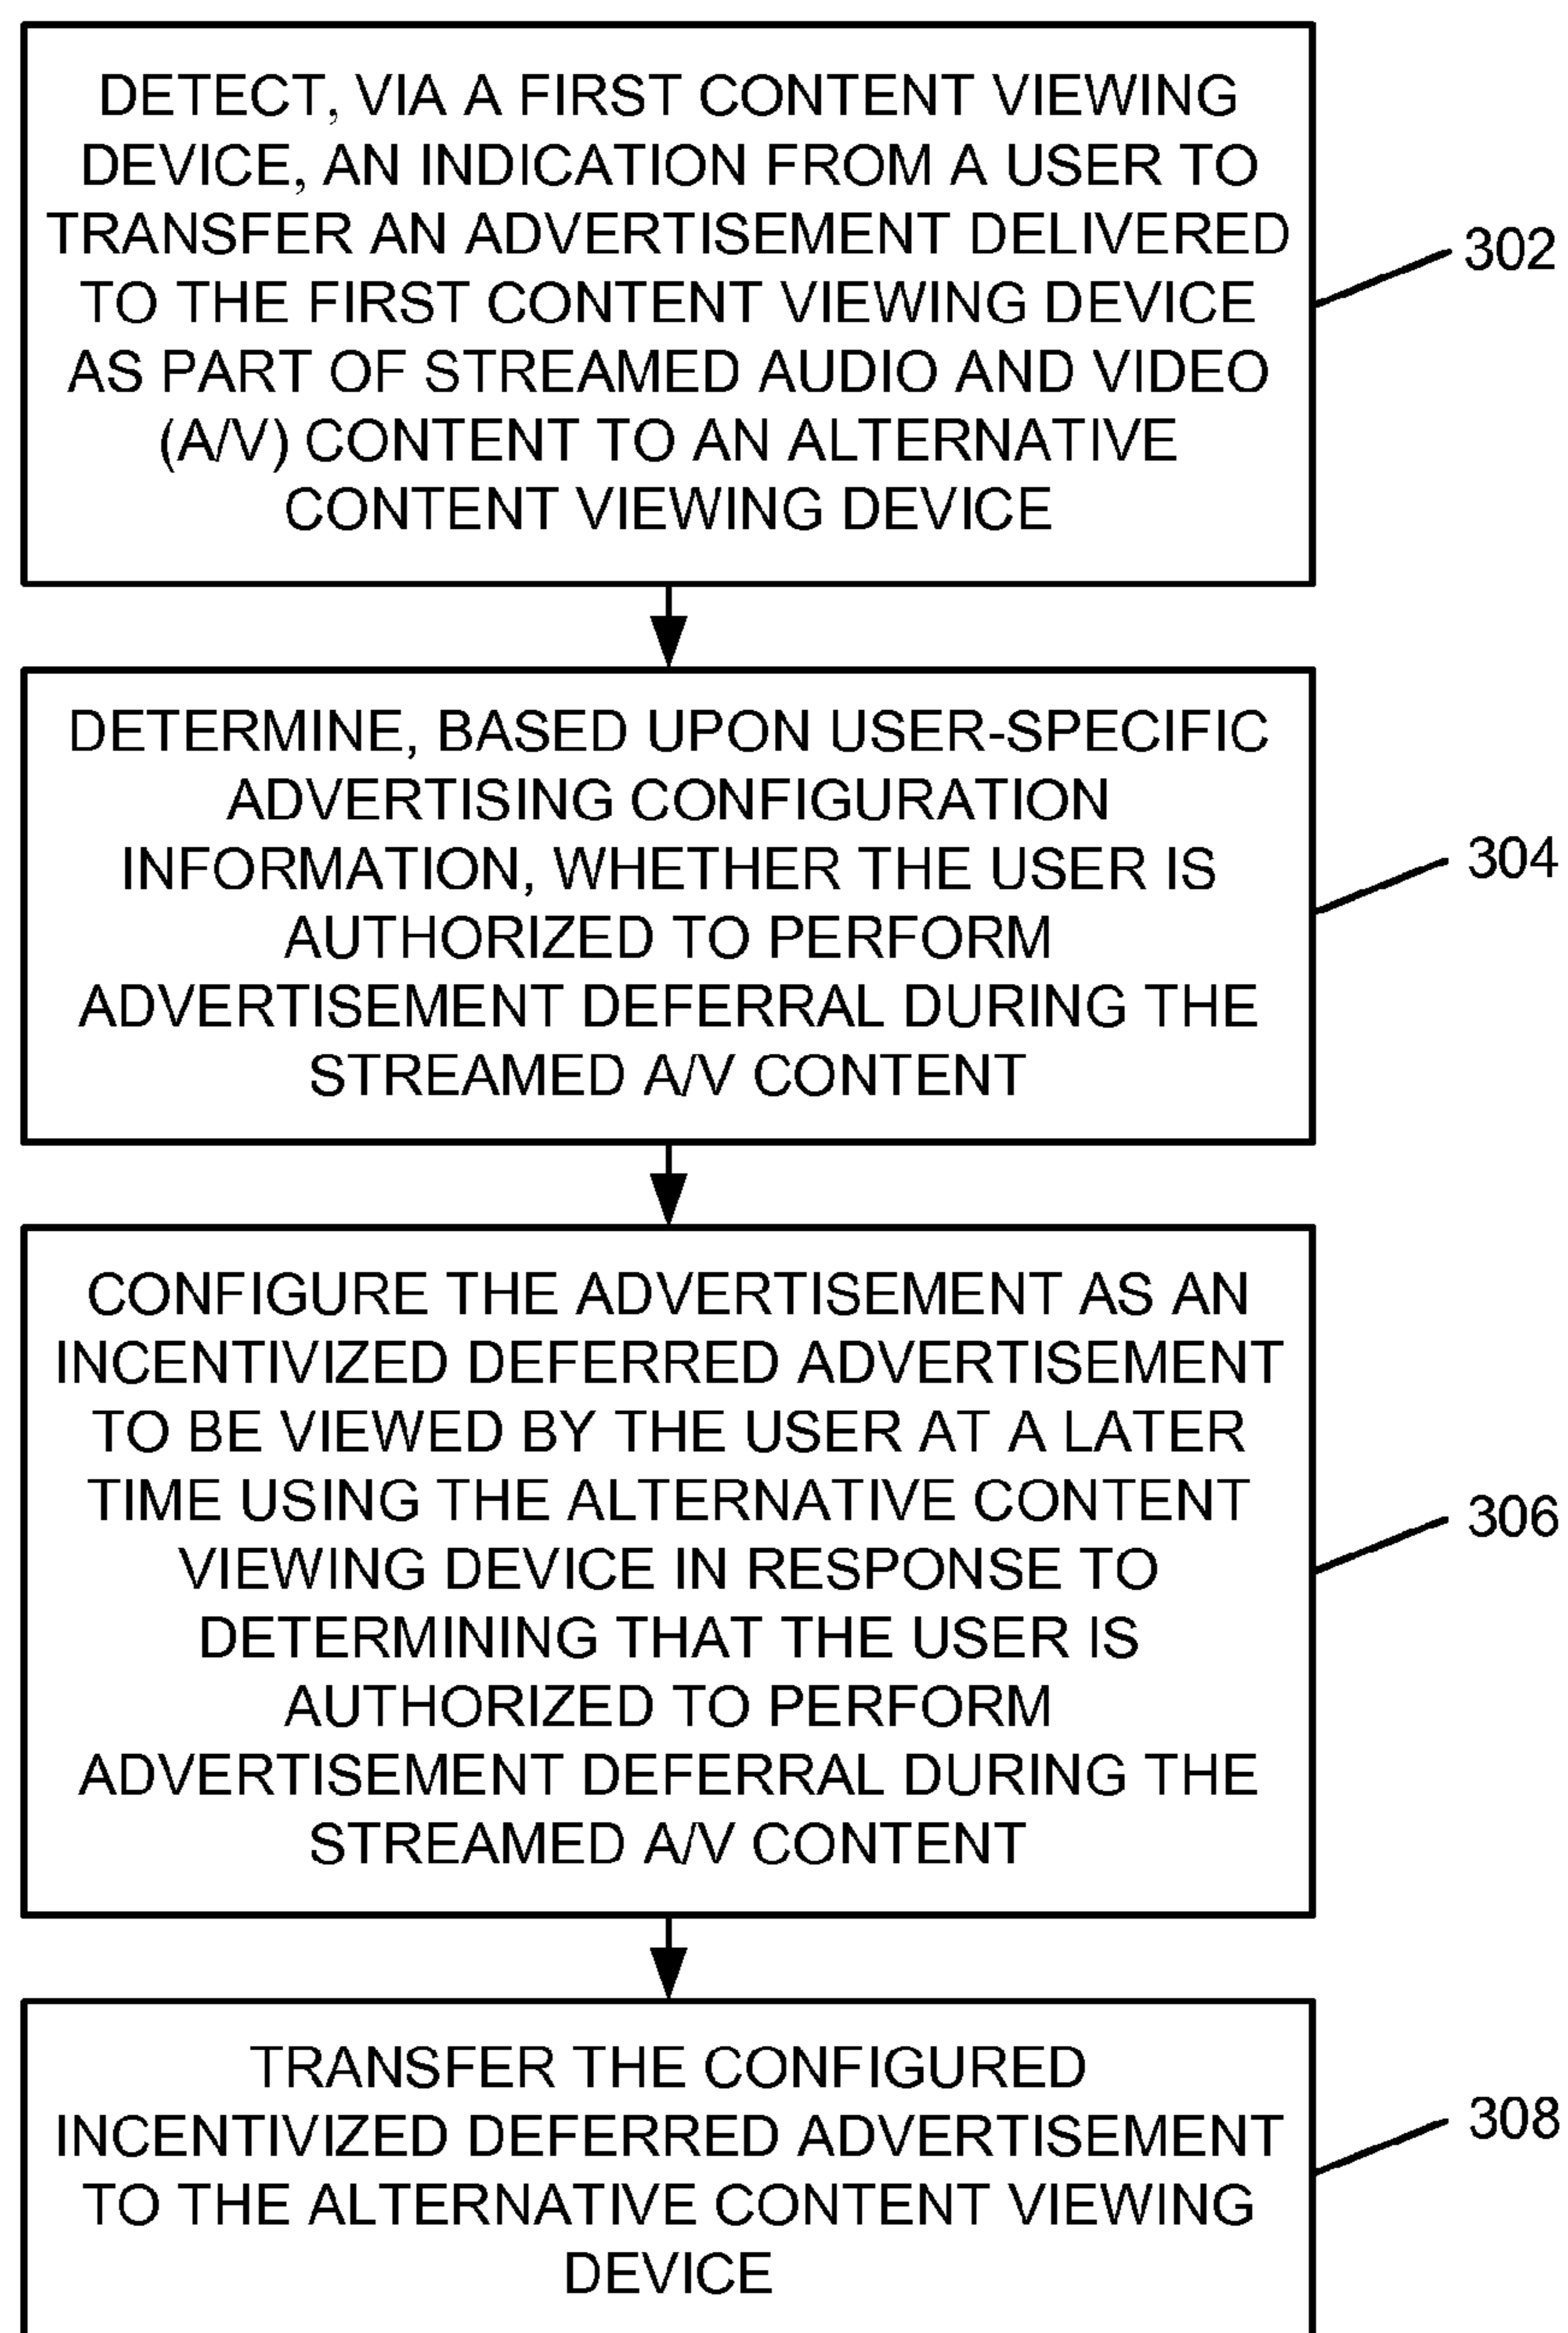 DETECT, VIA A FIRST CONTENT VIEWING
DEVICE, AN INDICATION FROM A USER TO
TRANSFER AN ADVERTISEMENT DELIVERED
TO THE FIRST CONTENT VIEWING DEVICE
AS PART OF STREAMED AUDIO AND VIDEO
(A/V) CONTENT TO AN ALTERNATIVE
CONTENT VIEWING DEVICE
302
DETERMINE, BASED UPON USER-SPECIFIC
ADVERTISING CONFIGURATION
INFORMATION, WHETHER THE USER IS
AUTHORIZED TO PERFORM
ADVERTISEMENT DEFERRAL DURING THE
STREAMED A/V CONTENT
304
CONFIGURE THE ADVERTISEMENT AS AN
INCENTIVIZED DEFERRED ADVERTISEMENT
TO BE VIEWED BY THE USER AT A LATER
TIME USING THE ALTERNATIVE CONTENT
VIEWING DEVICE IN RESPONSE TO
DETERMINING THAT THE USER IS
AUTHORIZED TO PERFORM
ADVERTISEMENT DEFERRAL DURING THE
STREAMED A/V CONTENT
306
TRANSFER THE CONFIGURED
INCENTIVIZED DEFERRED ADVERTISEMENT
TO THE ALTERNATIVE CONTENT VIEWING
DEVICE
308